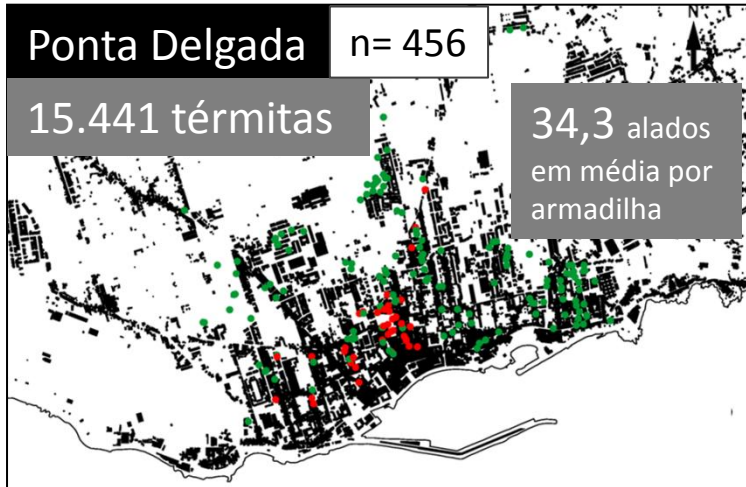 Ponta Delgada
n= 456
N
15.441 térmitas
34,3 alados
em média por
armadilha